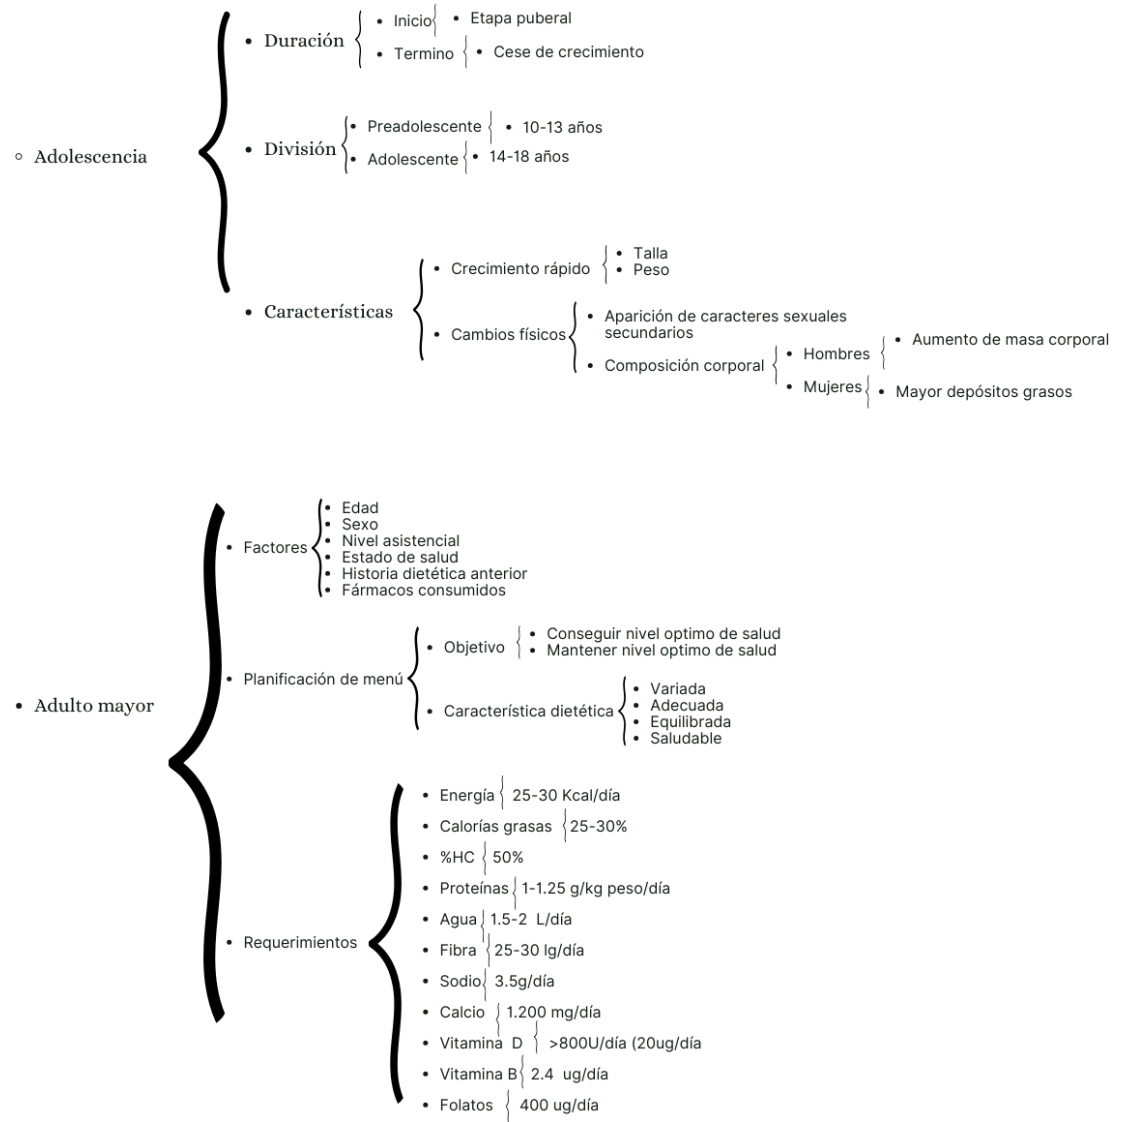 Adolescencia
Duración
Inicio
Etapa puberal
Termino
Cese de crecimiento
División
Preadolescente
10-13 años
Adolescente
14-18 años
Características
Crecimiento rápido
Talla
Peso
Cambios físicos
Aparición de caracteres sexuales
secundarios
Composición corporal
Hombres
Aumento de masa corporal
Mujeres
Mayor depósitos grasos
Adulto mayor
Factores
Edad
Sexo
Nivel asistencial
Estado de salud
Historia dietética anterior
Fármacos consumidos
Planificación de menú
Objetivo
Conseguir nivel optimo de salud
Mantener nivel optimo de salud
Característica dietética
Variada
Adecuada
Equilibrada
Saludable
Requerimientos
Energía
25-30 Kcal/día
Calorías grasas
25-30%
%HC
50%
Proteínas
1-1.25 g/kg peso/día
Agua
1.5-2 L/día
Fibra
25-30 lg/día
Sodio
3.5g/día
Calcio
1.200 mg/día
Vitamina D
>800U/día (20ug/día
Vitamina B
2.4 ug/día
Folatos
400 ug/día